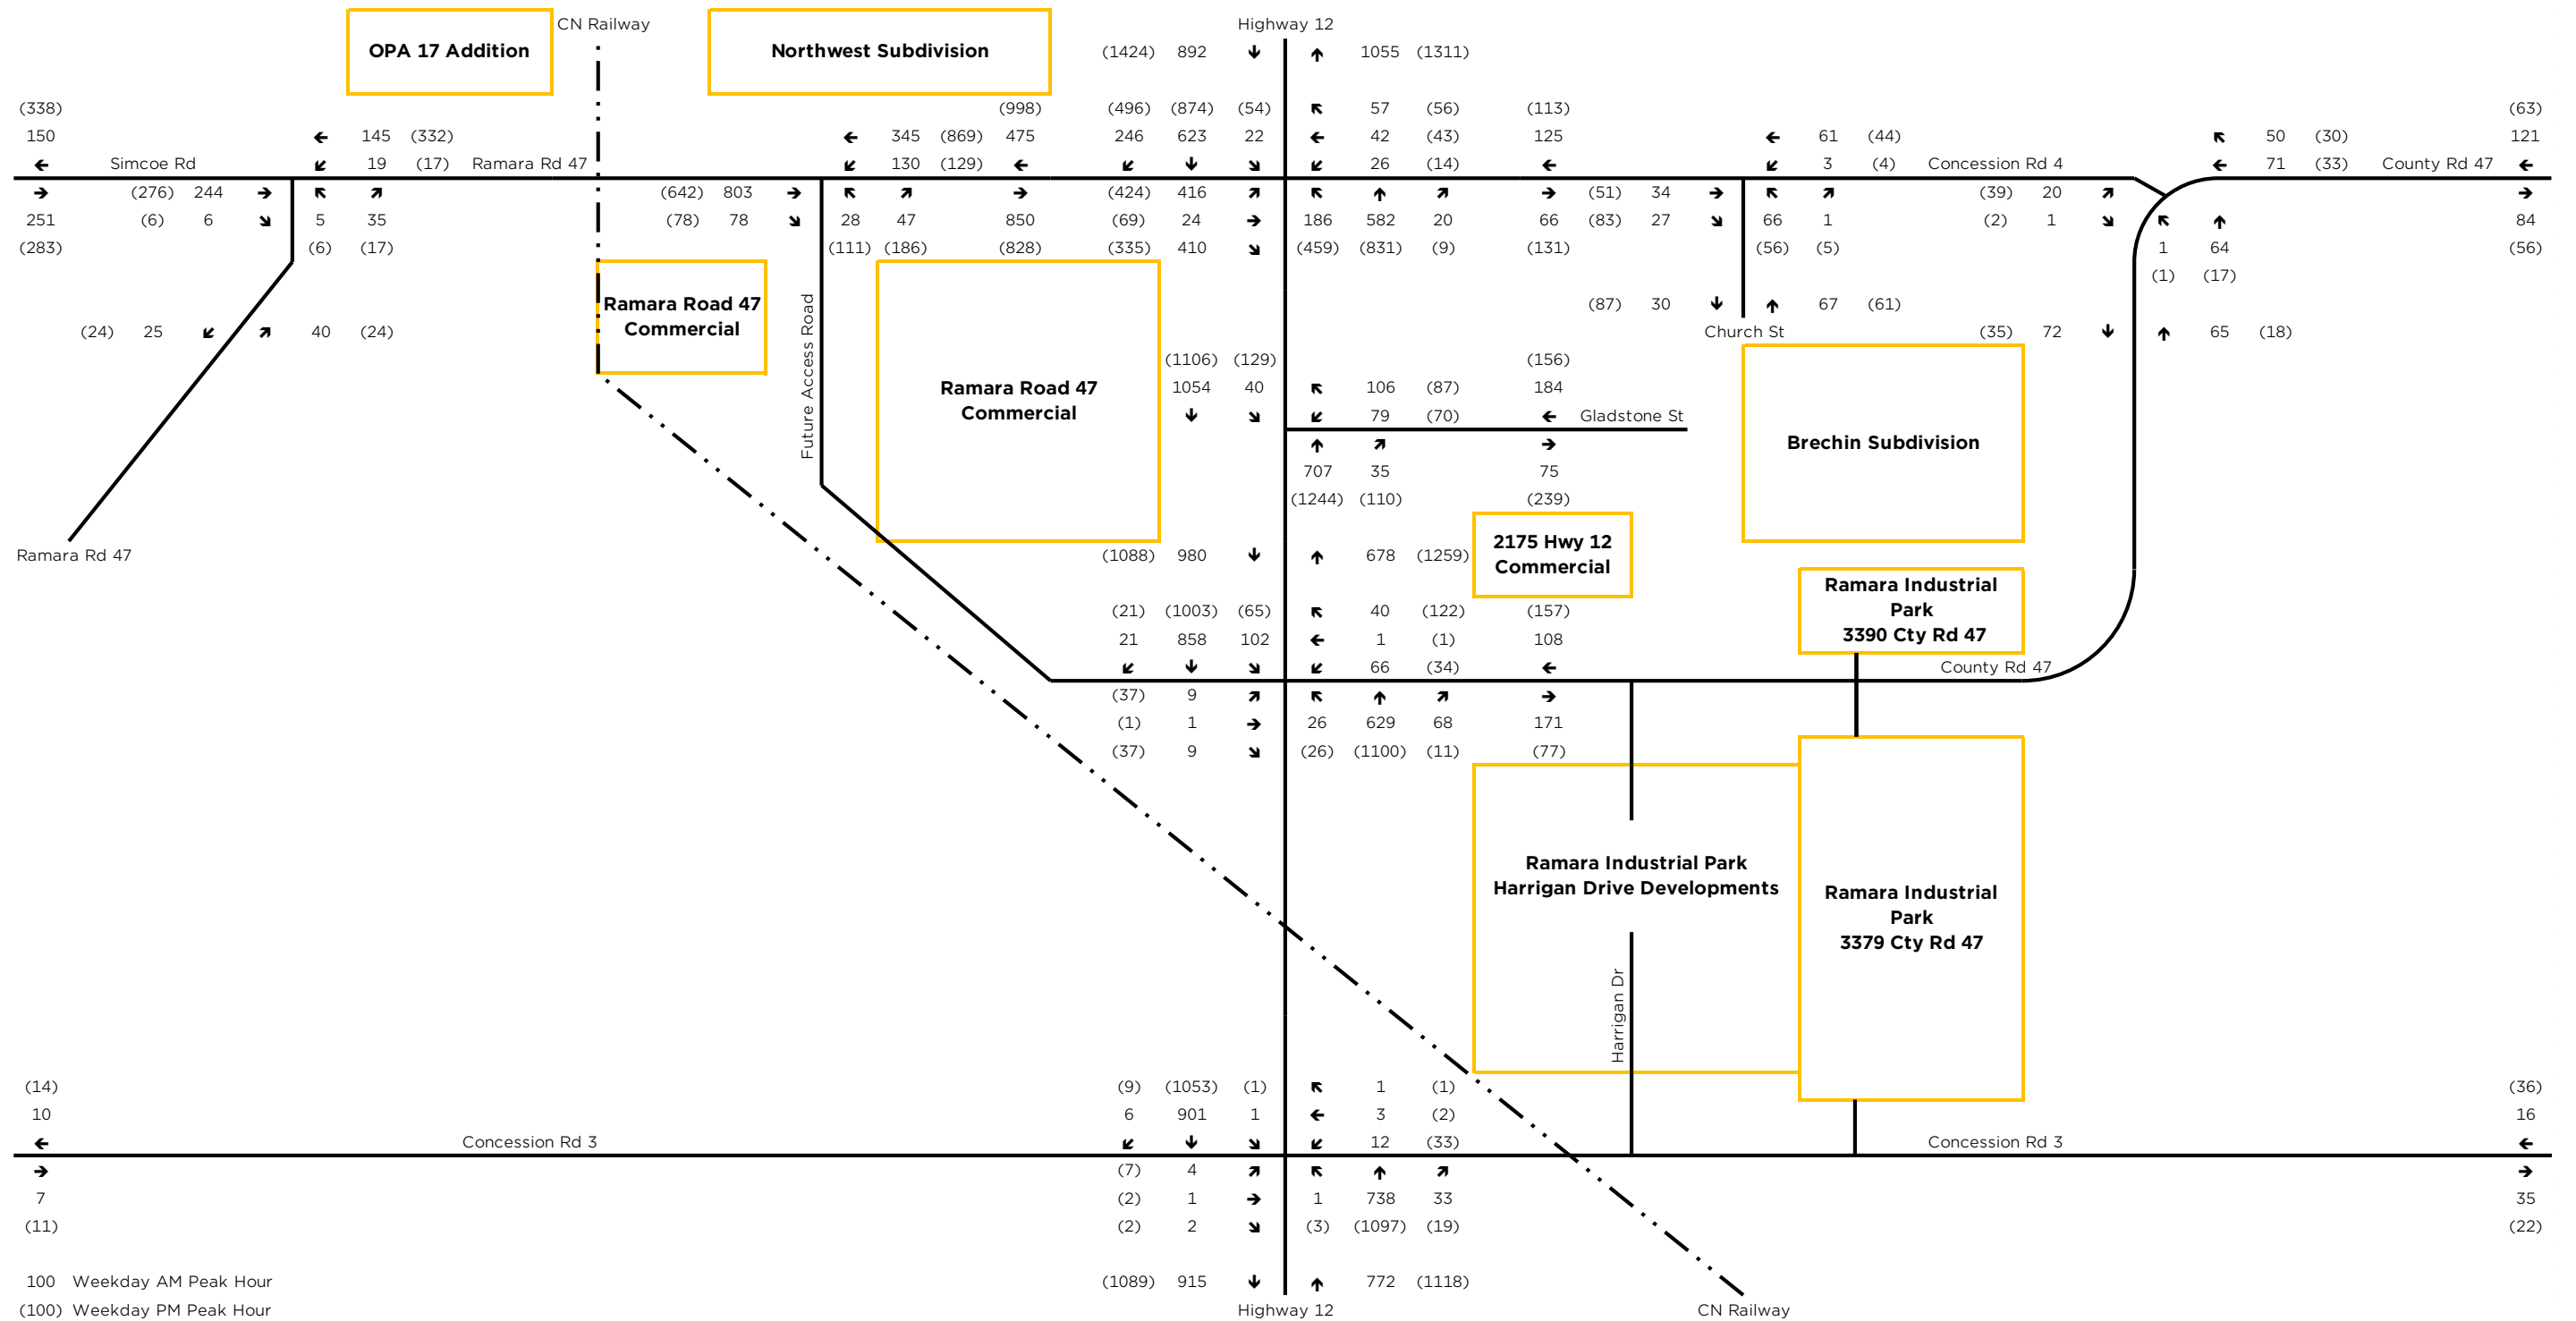 CN Railway Highway 12
OPA 17 Addition Northwest Subdivision (1424) 892 ↓ ↑ 1055 (1311)
(338) (998) (496) (874) (54) ↖ 57 (56) (113) (63)
150 ← 145 (332) ← 345 (869) 475 246 623 22 ← 42 (43) 125 ← 61 (44) ↖ 50 (30) 121
← Simcoe Rd ↙ 19 (17) Ramara Rd 47 ↙ 130 (129) ← ↙ ↓ ↘ ↙ 26 (14) ← ↙ 3 (4) Concession Rd 4 ← 71 (33) County Rd 47 ←
→ (276) 244 → ↖ ↗ (642) 803 → ↖ ↗ → (424) 416 ↗ ↖ ↑ ↗ → (51) 34 → ↖ ↗ (39) 20 ↗ →
251 (6) 6 ↘ 5 35 (78) 78 ↘ 28 47 850 (69) 24 → 186 582 20 66 (83) 27 ↘ 66 1 (2) 1 ↘ ↖ ↑ 84
(283) (6) (17) (111) (186) (828) (335) 410 ↘ (459) (831) (9) (131) (56) (5) 1 64 (56)
(1) (17)
Ramara Road 47
Commercial
Future Access Road
(87) 30 ↓ ↑ 67 (61)
(24) 25 ↙ ↗ 40 (24) Church St (35) 72 ↓ ↑ 65 (18)
(1106) (129) (156)
1054 40 ↖ 106 (87) 184
↓ ↘ ↙ 79 (70) ← Gladstone St
Ramara Road 47
Commercial
Brechin Subdivision
↑ ↗ →
707 35 75
(1244) (110) (239)
Ramara Rd 47 (1088) 980 ↓ ↑ 678 (1259)
2175 Hwy 12
Commercial
Ramara Industrial
Park
3390 Cty Rd 47
(21) (1003) (65) ↖ 40 (122) (157)
21 858 102 ← 1 (1) 108
↙ ↓ ↘ ↙ 66 (34) ← County Rd 47
(37) 9 ↗ ↖ ↑ ↗ →
(1) 1 → 26 629 68 171
(37) 9 ↘ (26) (1100) (11) (77)
Ramara Industrial Park
Harrigan Drive Developments
Ramara Industrial
Park
3379 Cty Rd 47
Harrigan Dr
(14) (9) (1053) (1) ↖ 1 (1) (36)
10 6 901 1 ← 3 (2) 16
← Concession Rd 3 ↙ ↓ ↘ ↙ 12 (33) Concession Rd 3 ←
→ (7) 4 ↗ ↖ ↑ ↗ →
7 (2) 1 → 1 738 33 35
(11) (2) 2 ↘ (3) (1097) (19) (22)
100 Weekday AM Peak Hour (1089) 915 ↓ ↑ 772 (1118)
(100) Weekday PM Peak Hour Highway 12 CN Railway